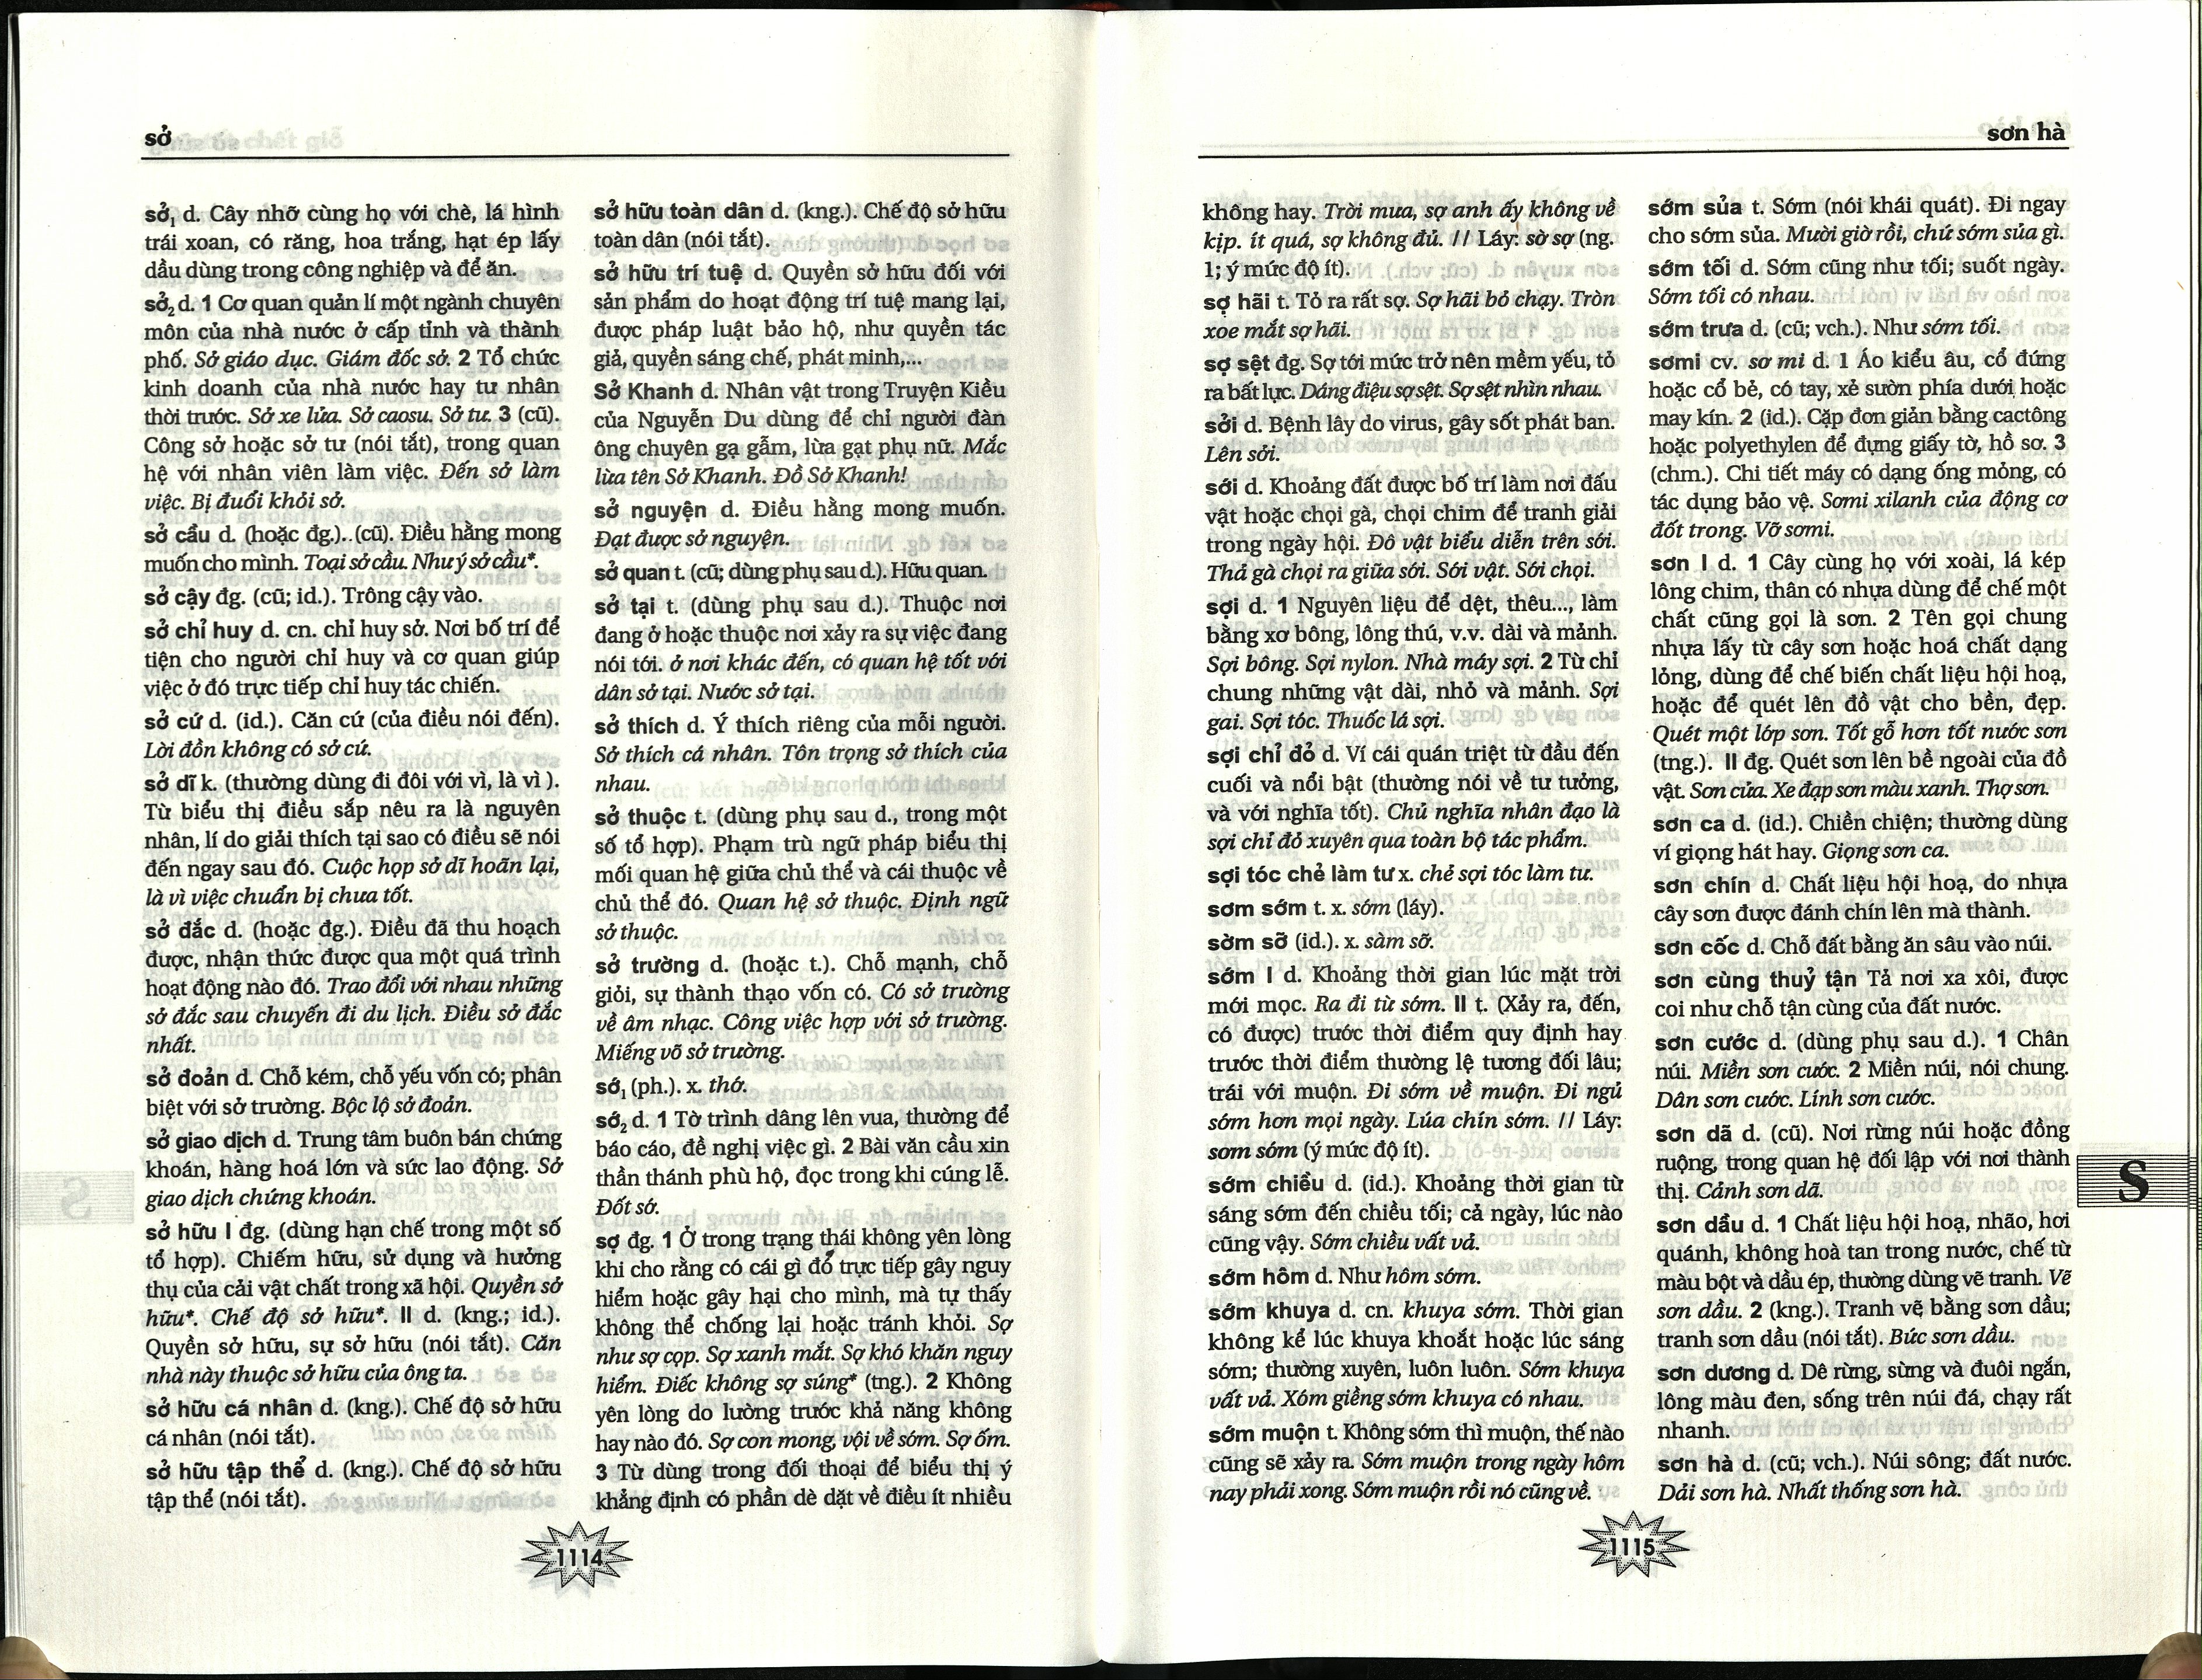 sở
sở₁ d. Cây nhỡ cùng họ với chè, lá hình
trái xoan, có răng, hoa trắng, hạt ép lấy
dầu dùng trong công nghiệp và để ăn.
sở₂ d. 1 Cơ quan quản lí một ngành chuyên
môn của nhà nước ở cấp tỉnh và thành
phố. Sở giáo dục. Giám đốc sở. 2 Tổ chức
kinh doanh của nhà nước hay tư nhân
thời trước. Sở xe lửa. Sở caosu. Sở tư. 3 (cũ).
Công sở hoặc sở tư (nói tắt), trong quan
hệ với nhân viên làm việc. Đến sở làm
việc. Bị đuổi khỏi sở.
sở cầu d. (hoặc đg.). (cũ). Điều hằng mong
muốn cho mình. Toại sở cầu. Như ý sở cầu*.
sở cậy đg. (cũ; id.). Trông cậy vào.
sở chỉ huy d. cn. chỉ huy sở. Nơi bố trí để
tiện cho người chỉ huy và cơ quan giúp
việc ở đó trực tiếp chỉ huy tác chiến.
sở cứ d. (id.). Căn cứ (của điều nói đến).
Lời đồn không có sở cứ.
sở dĩ k. (thường dùng đi đôi với vì, là vì ).
Từ biểu thị điều sắp nêu ra là nguyên
nhân, lí do giải thích tại sao có điều sẽ nói
đến ngay sau đó. Cuộc họp sở dĩ hoãn lại,
là vì việc chuẩn bị chưa tốt.
sở đắc d. (hoặc đg.). Điều đã thu hoạch
được, nhận thức được qua một quá trình
hoạt động nào đó. Trao đổi với nhau những
sở đắc sau chuyến đi du lịch. Điều sở đắc
nhất.
sở đoản d. Chỗ kém, chỗ yếu vốn có; phân
biệt với sở trường. Bộc lộ sở đoản.
sở giao dịch d. Trung tâm buôn bán chứng
khoán, hàng hoá lớn và sức lao động. Sở
giao dịch chứng khoán.
sở hữu I đg. (dùng hạn chế trong một số
tổ hợp). Chiếm hữu, sử dụng và hưởng
thụ của cải vật chất trong xã hội. Quyền sở
hữu*. Chế độ sở hữu*. II d. (kng.; id.).
Quyền sở hữu, sự sở hữu (nói tắt). Căn
nhà này thuộc sở hữu của ông ta.
sở hữu cá nhân d. (kng.). Chế độ sở hữu
cá nhân (nói tắt).
sở hữu tập thể d. (kng.). Chế độ sở hữu
tập thể (nói tắt).
sở hữu toàn dân d. (kng.). Chế độ sở hữu
toàn dân (nói tắt).
sở hữu trí tuệ d. Quyền sở hữu đối với
sản phẩm do hoạt động trí tuệ mang lại,
được pháp luật bảo hộ, như quyền tác
giả, quyền sáng chế, phát minh,...
Sở Khanh d. Nhân vật trong Truyện Kiều
của Nguyễn Du dùng để chỉ người đàn
ông chuyên gạ gẫm, lừa gạt phụ nữ. Mắc
lừa tên Sở Khanh. Đồ Sở Khanh!
sở nguyện d. Điều hằng mong muốn.
Đạt được sở nguyện.
sở quan t. (cũ; dùng phụ sau d.). Hữu quan.
sở tại t. (dùng phụ sau d.). Thuộc nơi
đang ở hoặc thuộc nơi xảy ra sự việc đang
nói tới. ở nơi khác đến, có quan hệ tốt với
dân sở tại. Nước sở tại.
sở thích d. Ý thích riêng của mỗi người.
Sở thích cá nhân. Tôn trọng sở thích của
nhau.
sở thuộc t. (dùng phụ sau d., trong một
số tổ hợp). Phạm trù ngữ pháp biểu thị
mối quan hệ giữa chủ thể và cái thuộc về
chủ thể đó. Quan hệ sở thuộc. Định ngữ
sở thuộc.
sở trường d. (hoặc t.). Chỗ mạnh, chỗ
giỏi, sự thành thạo vốn có. Có sở trường
về âm nhạc. Công việc hợp với sở trường.
Miếng võ sở trường.
sớ₁ (ph.). x. thớ.
sớ₂ d. 1 Tờ trình dâng lên vua, thường để
báo cáo, đề nghị việc gì. 2 Bài văn cầu xin
thần thánh phù hộ, đọc trong khi cúng lễ.
Đốt sớ.
sợ đg. 1 Ở trong trạng thái không yên lòng
khi cho rằng có cái gì đó trực tiếp gây nguy
hiểm hoặc gây hại cho mình, mà tự thấy
không thể chống lại hoặc tránh khỏi. Sợ
như sợ cọp. Sợ xanh mắt. Sợ khó khăn nguy
hiểm. Điếc không sợ súng* (tng.). 2 Không
yên lòng do lường trước khả năng không
hay nào đó. Sợ con mong, vội về sớm. Sợ ốm.
3 Từ dùng trong đối thoại để biểu thị ý
khẳng định có phần dè dặt về điều ít nhiều
1114
sơn hà
không hay. Trời mưa, sợ anh ấy không về
kịp. ít quá, sợ không đủ. // Láy: sờ sợ (ng.
1; ý mức độ ít).
sợ hãi t. Tỏ ra rất sợ. Sợ hãi bỏ chạy. Tròn
xoe mắt sợ hãi.
sợ sệt đg. Sợ tới mức trở nên mềm yếu, tỏ
ra bất lực. Dáng điệu sợ sệt. Sợ sệt nhìn nhau.
sởi d. Bệnh lây do virus, gây sốt phát ban.
Lên sởi.
sới d. Khoảng đất được bố trí làm nơi đấu
vật hoặc chọi gà, chọi chim để tranh giải
trong ngày hội. Đô vật biểu diễn trên sới.
Thả gà chọi ra giữa sới. Sới vật. Sới chọi.
sợi d. 1 Nguyên liệu để dệt, thêu..., làm
bằng xơ bông, lông thú, v.v. dài và mảnh.
Sợi bông. Sợi nylon. Nhà máy sợi. 2 Từ chỉ
chung những vật dài, nhỏ và mảnh. Sợi
gai. Sợi tóc. Thuốc lá sợi.
sợi chỉ đỏ d. Ví cái quán triệt từ đầu đến
cuối và nổi bật (thường nói về tư tưởng,
và với nghĩa tốt). Chủ nghĩa nhân đạo là
sợi chỉ đỏ xuyên qua toàn bộ tác phẩm.
sợi tóc chẻ làm tư x. chẻ sợi tóc làm tư.
sơm sớm t. x. sớm (láy).
sờm sỡ (id.). x. sàm sỡ.
sớm I d. Khoảng thời gian lúc mặt trời
mới mọc. Ra đi từ sớm. II t. (Xảy ra, đến,
có được) trước thời điểm quy định hay
trước thời điểm thường lệ tương đối lâu;
trái với muộn. Đi sớm về muộn. Đi ngủ
sớm hơn mọi ngày. Lúa chín sớm. // Láy:
sơm sớm (ý mức độ ít).
sớm chiều d. (id.). Khoảng thời gian từ
sáng sớm đến chiều tối; cả ngày, lúc nào
cũng vậy. Sớm chiều vất vả.
sớm hôm d. Như hôm sớm.
sớm khuya d. cn. khuya sớm. Thời gian
không kể lúc khuya khoắt hoặc lúc sáng
sớm; thường xuyên, luôn luôn. Sớm khuya
vất vả. Xóm giềng sớm khuya có nhau.
sớm muộn t. Không sớm thì muộn, thế nào
cũng sẽ xảy ra. Sớm muộn trong ngày hôm
nay phải xong. Sớm muộn rồi nó cũng về.
sớm sủa t. Sớm (nói khái quát). Đi ngay
cho sớm sủa. Mười giờ rồi, chứ sớm sủa gì.
sớm tối d. Sớm cũng như tối; suốt ngày.
Sớm tối có nhau.
sớm trưa d. (cũ; vch.). Như sớm tối.
sơmi cv. sơ mi d. 1 Áo kiểu âu, cổ đứng
hoặc cổ bẻ, có tay, xẻ sườn phía dưới hoặc
may kín. 2 (id.). Cặp đơn giản bằng cactông
hoặc polyethylen để đựng giấy tờ, hồ sơ. 3
(chm.). Chi tiết máy có dạng ống mỏng, có
tác dụng bảo vệ. Sơmi xilanh của động cơ
đốt trong. Vỡ sơmi.
sơn I d. 1 Cây cùng họ với xoài, lá kép
lông chim, thân có nhựa dùng để chế một
chất cũng gọi là sơn. 2 Tên gọi chung
nhựa lấy từ cây sơn hoặc hoá chất dạng
lỏng, dùng để chế biến chất liệu hội hoạ,
hoặc để quét lên đồ vật cho bền, đẹp.
Quét một lớp sơn. Tốt gỗ hơn tốt nước sơn
(tng.). II đg. Quét sơn lên bề ngoài của đồ
vật. Sơn cửa. Xe đạp sơn màu xanh. Thợ sơn.
sơn ca d. (id.). Chiền chiện; thường dùng
ví giọng hát hay. Giọng sơn ca.
sơn chín d. Chất liệu hội hoạ, do nhựa
cây sơn được đánh chín lên mà thành.
sơn cốc d. Chỗ đất bằng ăn sâu vào núi.
sơn cùng thuỷ tận Tả nơi xa xôi, được
coi như chỗ tận cùng của đất nước.
sơn cước d. (dùng phụ sau d.). 1 Chân
núi. Miền sơn cước. 2 Miền núi, nói chung.
Dân sơn cước. Lính sơn cước.
sơn dã d. (cũ). Nơi rừng núi hoặc đồng
ruộng, trong quan hệ đối lập với nơi thành
thị. Cảnh sơn dã.
sơn dầu d. 1 Chất liệu hội hoạ, nhão, hơi
quánh, không hoà tan trong nước, chế từ
màu bột và dầu ép, thường dùng vẽ tranh. Vẽ
sơn dầu. 2 (kng.). Tranh vẽ bằng sơn dầu;
tranh sơn dầu (nói tắt). Bức sơn dầu.
sơn dương d. Dê rừng, sừng và đuôi ngắn,
lông màu đen, sống trên núi đá, chạy rất
nhanh.
sơn hà d. (cũ; vch.). Núi sông; đất nước.
Dải sơn hà. Nhất thống sơn hà.
S
1115